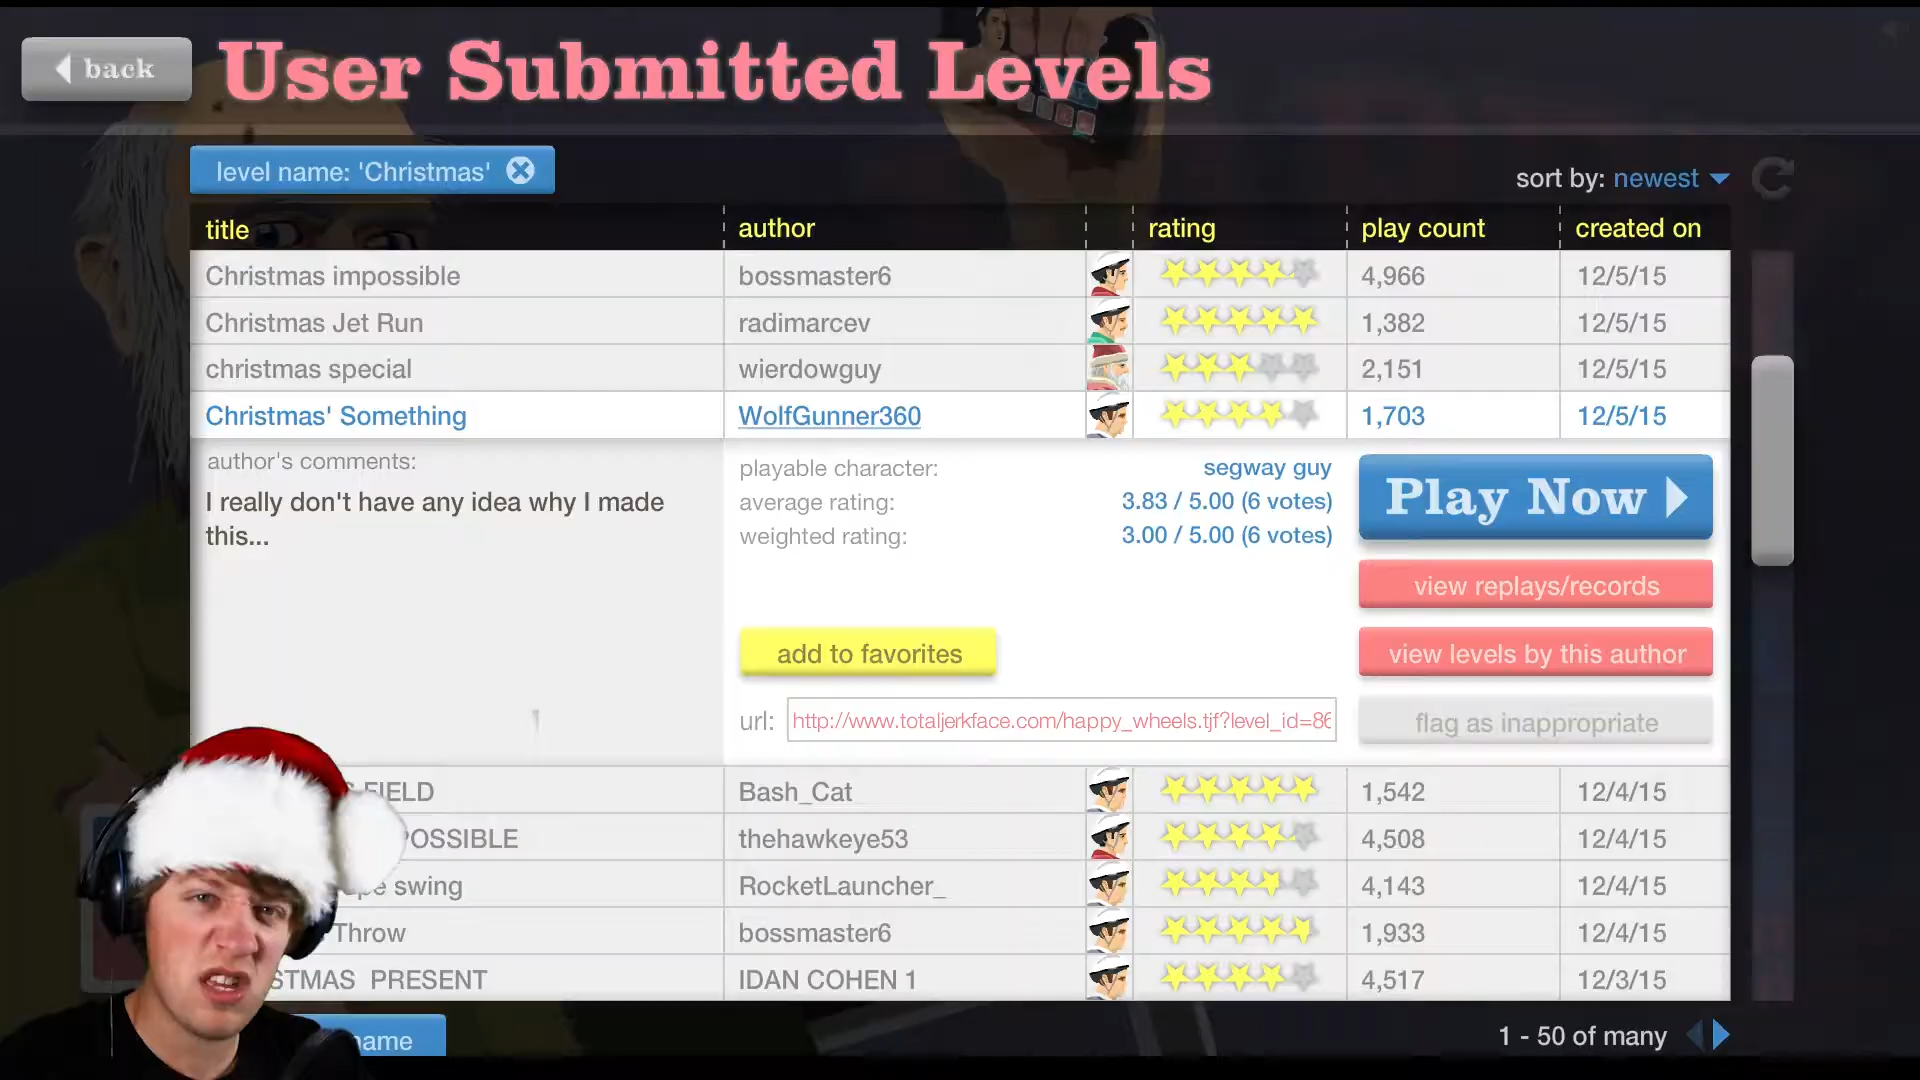 back
User Submitted Levels
level name: 'Christmas'
sort by: newest
title author rating play count created on
Christmas impossible bossmaster6 4,966 12/5/15
Christmas Jet Run radimarcev 1,382 12/5/15
christmas special wierdowguy 2,151 12/5/15
Christmas' Something WolfGunner360 1,703 12/5/15
author's comments:
I really don't have any idea why I made
this...
playable character: segway guy
average rating: 3.83 / 5.00 (6 votes)
weighted rating: 3.00 / 5.00 (6 votes)
Play Now
view replays/records
add to favorites
view levels by this author
url: http://www.totaljerkface.com/happy_wheels.tjf?level_id=86
flag as inappropriate
FIELD Bash_Cat 1,542 12/4/15
POSSIBLE thehawkeye53 4,508 12/4/15
swing RocketLauncher_ 4,143 12/4/15
Throw bossmaster6 1,933 12/4/15
STMAS PRESENT IDAN COHEN 1 4,517 12/3/15
name
1 - 50 of many